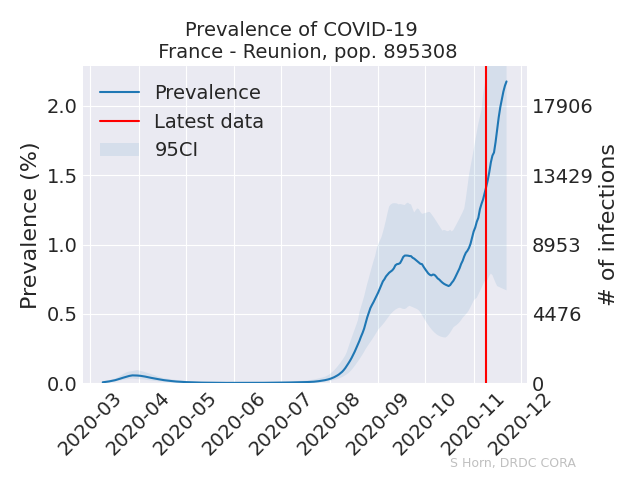 Prevalence of COVID-19
France - Reunion, pop. 895308
Prevalence
Latest data
95CI
Prevalence (%)
2.0
1.5
1.0
0.5
0.0
17906
13429
8953
4476
0
# of infections
2020-03
2020-04
2020-05
2020-06
2020-07
2020-08
2020-09
2020-10
2020-11
2020-12
S Horn, DRDC CORA